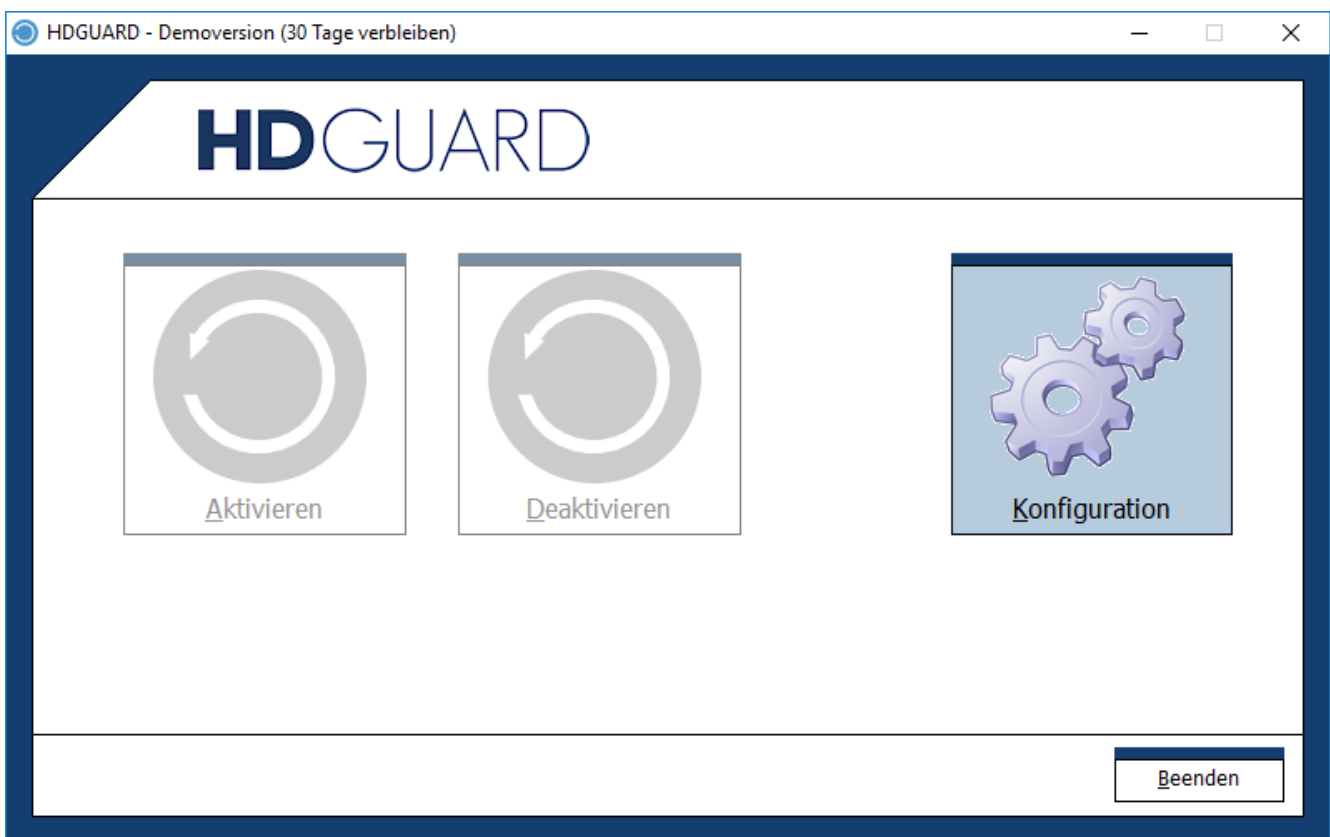 HDGUARD - Demoversion (30 Tage verbleiben)
HDGUARD
Aktivieren
Deaktivieren
Konfiguration
Beenden